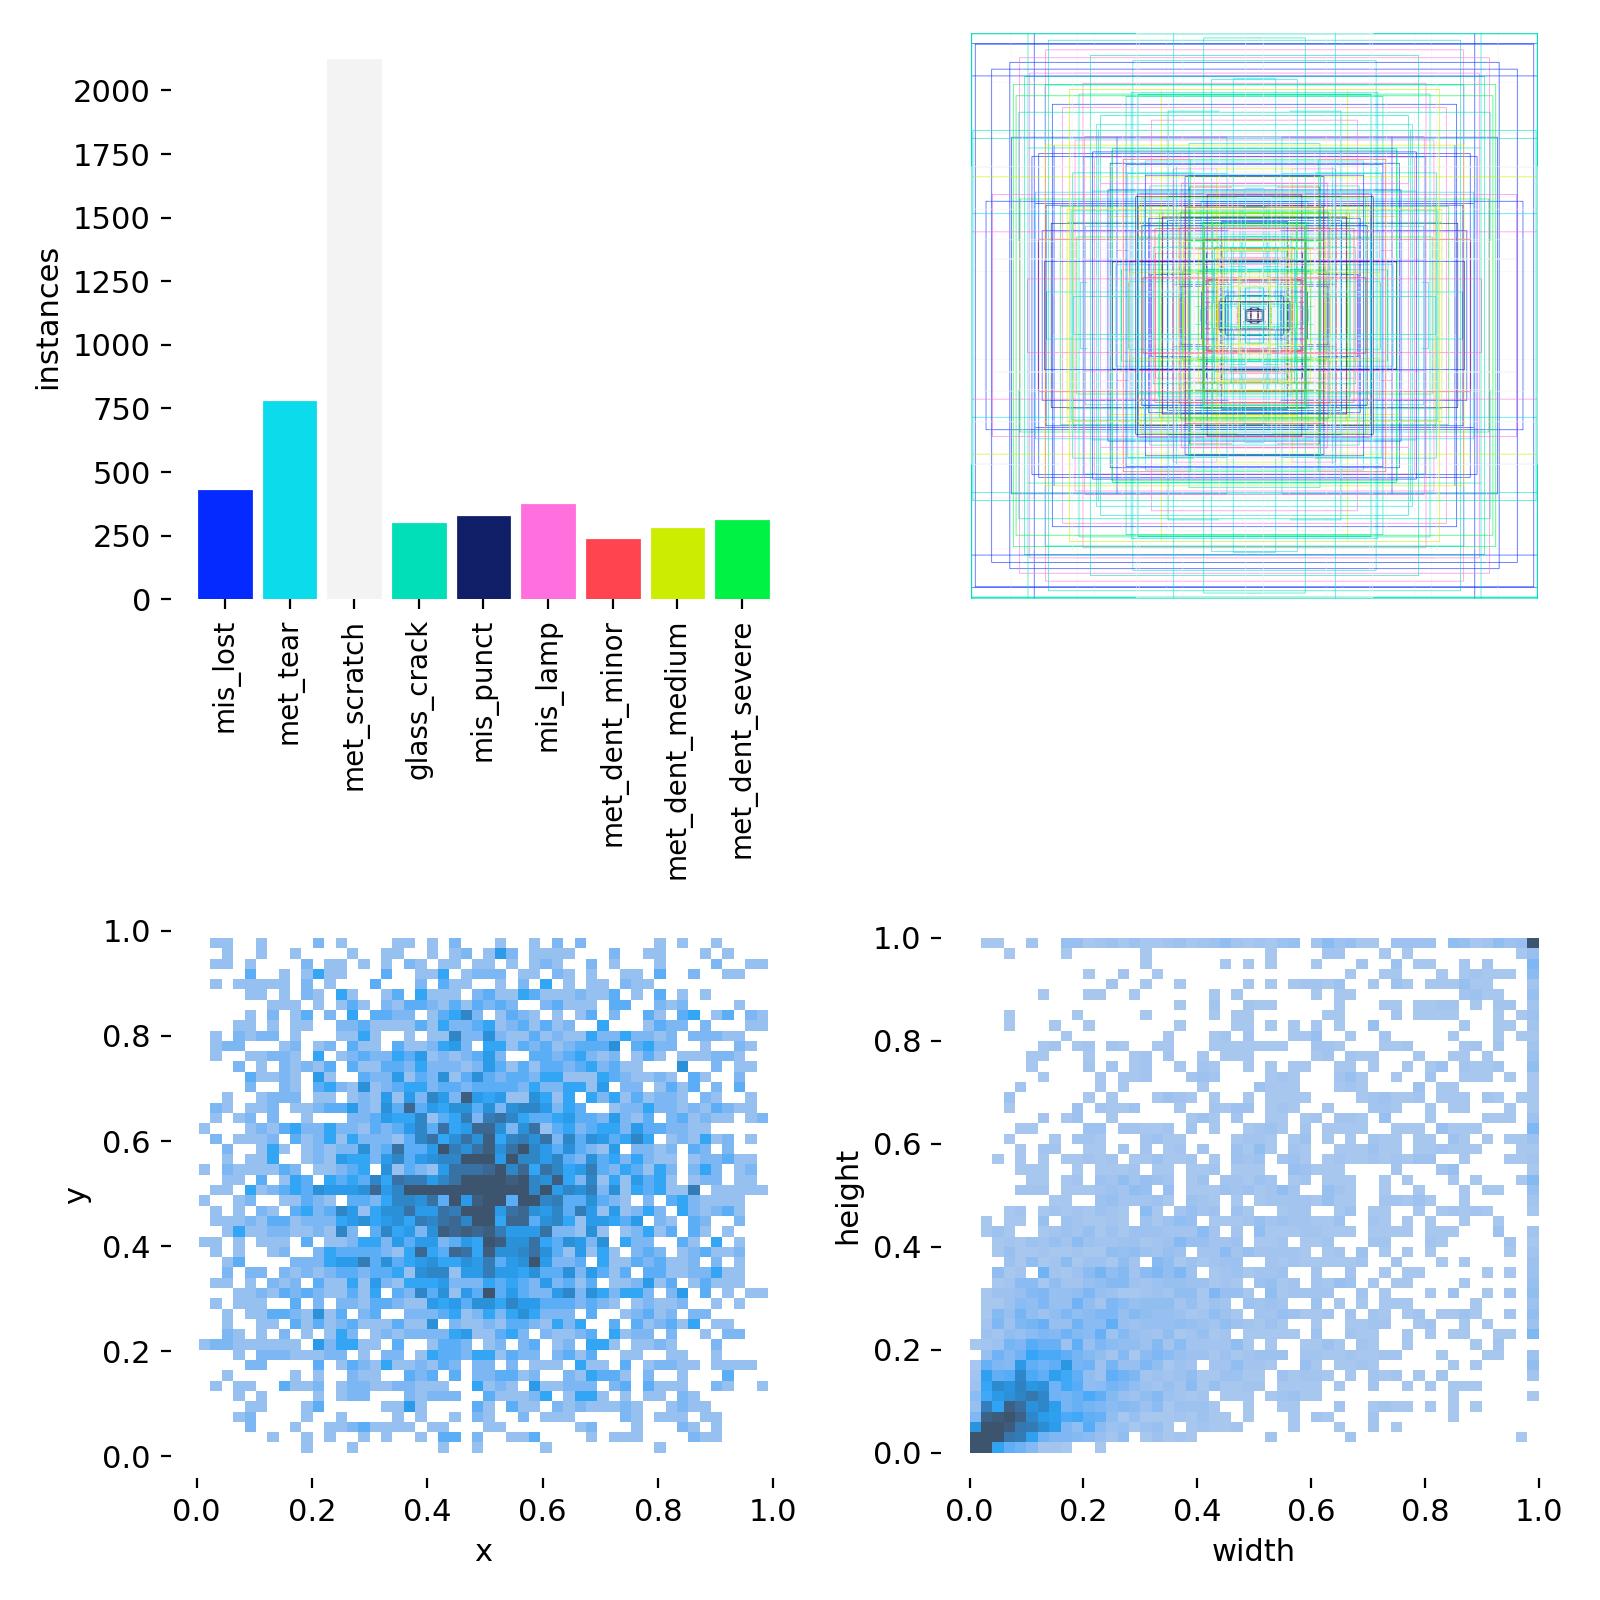 instances
2000
1750
1500
1250
1000
750
500
250
0
mis_lost
met_tear
met_scratch
glass_crack
mis_punct
mis_lamp
met_dent_minor
met_dent_medium
met_dent_severe
y
1.0
0.8
0.6
0.4
0.2
0.0
0.0 0.2 0.4 0.6 0.8 1.0
x
height
1.0
0.8
0.6
0.4
0.2
0.0
0.0 0.2 0.4 0.6 0.8 1.0
width